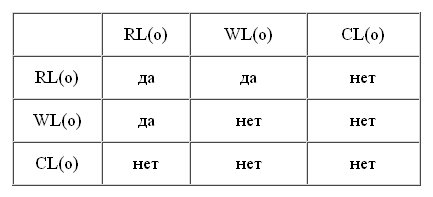 RL(o) WL(o) CL(o)
RL(o) да да нет
WL(o) да нет нет
CL(o) нет нет нет